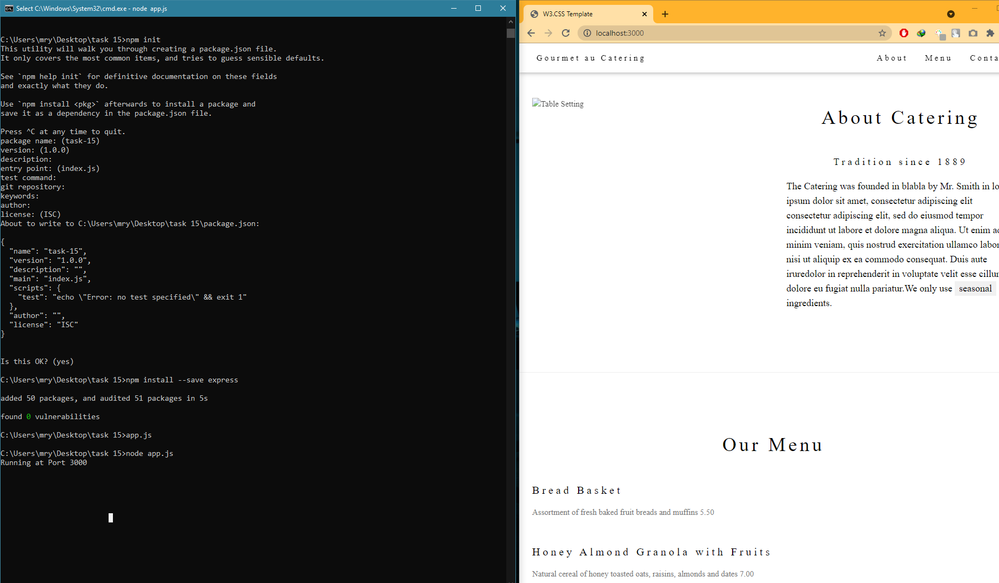 Select C:\Windows\System32\cmd.exe - node  app.js
C:\Users\mry\Desktop\task 15>npm init
This utility will walk you through creating a package.json file.
It only covers the most common items, and tries to guess sensible defaults.
See `npm help init` for definitive documentation on these fields
and exactly what they do.
Use `npm install <pkg>` afterwards to install a package and
save it as a dependency in the package.json file.
Press ^C at any time to quit.
package name: (task-15)
version: (1.0.0)
description:
entry point: (index.js)
test command:
git repository:
keywords:
author:
license: (ISC)
About to write to C:\Users\mry\Desktop\task 15\package.json:
{
  "name": "task-15",
  "version": "1.0.0",
  "description": "",
  "main": "index.js",
  "scripts": {
    "test": "echo \"Error: no test specified\" && exit 1"
  },
  "author": "",
  "license": "ISC"
}
Is this OK? (yes)
C:\Users\mry\Desktop\task 15>npm install --save express
added 50 packages, and audited 51 packages in 5s
found 0 vulnerabilities
C:\Users\mry\Desktop\task 15>app.js
C:\Users\mry\Desktop\task 15>node app.js
Running at Port 3000
W3.CSS Template
localhost:3000
Gourmet au Catering
About Menu Conta
Table Setting
About Catering
Tradition since 1889
The Catering was founded in blabla by Mr. Smith in lo
ipsum dolor sit amet, consectetur adipiscing elit
consectetur adipiscing elit, sed do eiusmod tempor
incididunt ut labore et dolore magna aliqua. Ut enim ad
minim veniam, quis nostrud exercitation ullamco labor
nisi ut aliquip ex ea commodo consequat. Duis aute
iruredolor in reprehenderit in voluptate velit esse cillum
dolore eu fugiat nulla pariatur.We only use seasonal
ingredients.
Our Menu
Bread Basket
Assortment of fresh baked fruit breads and muffins 5.50
Honey Almond Granola with Fruits
Natural cereal of honey toasted oats, raisins, almonds and dates 7.00